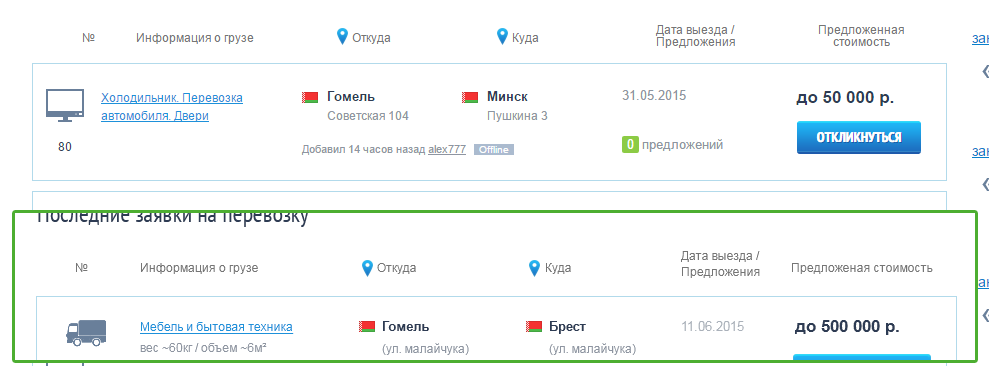 № Информация о грузе Откуда Куда Дата выезда / Предложенная
Предложения стоимость
зак
Холодильник. Перевозка Гомель Минск 31.05.2015 до 50 000 р.
автомобиля. Двери Советская 104 Пушкина 3
ОТКЛИКНУТЬСЯ
80 Добавил 14 часов назад alex777 Offline 0 предложений
зак
Последние заявки на перевозку
№ Информация о грузе Откуда Куда Дата выезда / Предложеная стоимость
Предложения
Мебель и бытовая техника Гомель Брест 11.06.2015 до 500 000 р.
вес ~60кг / объем ~6м² (ул. малайчука) (ул. малайчука)